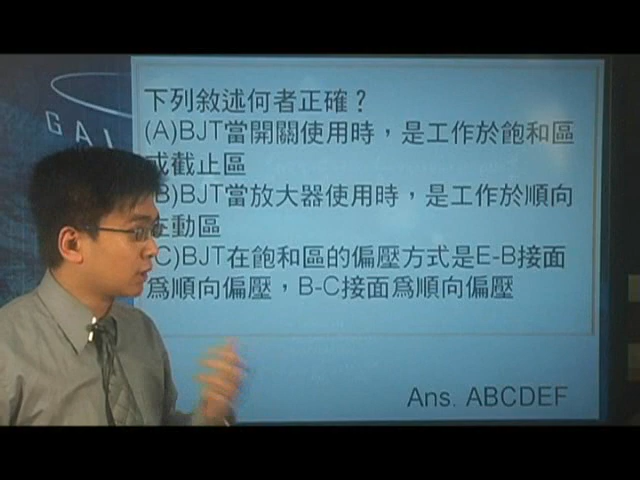 GAL
下列敘述何者正確？
(A)BJT當開關使用時，是工作於飽和區
或截止區
B)BJT當放大器使用時，是工作於順向
動區
C)BJT在飽和區的偏壓方式是E-B接面
為順向偏壓，B-C接面為順向偏壓
Ans. ABCDEF